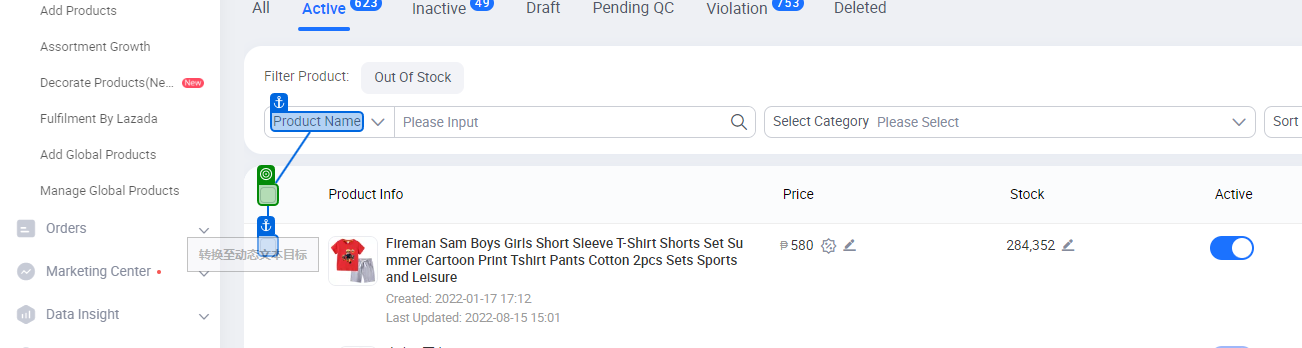 Add Products
Assortment Growth
Decorate Products(Ne... New
Fulfilment By Lazada
Add Global Products
Manage Global Products
Orders
Marketing Center
Data Insight
转换至动态文本目标
All Active 623 Inactive 49 Draft Pending QC Violation 753 Deleted
Filter Product: Out Of Stock
Product Name Please Input Select Category Please Select Sort
Product Info Price Stock Active
Fireman Sam Boys Girls Short Sleeve T-Shirt Shorts Set Su
mmer Cartoon Print Tshirt Pants Cotton 2pcs Sets Sports
and Leisure
₱ 580 284,352
Created: 2022-01-17 17:12
Last Updated: 2022-08-15 15:01